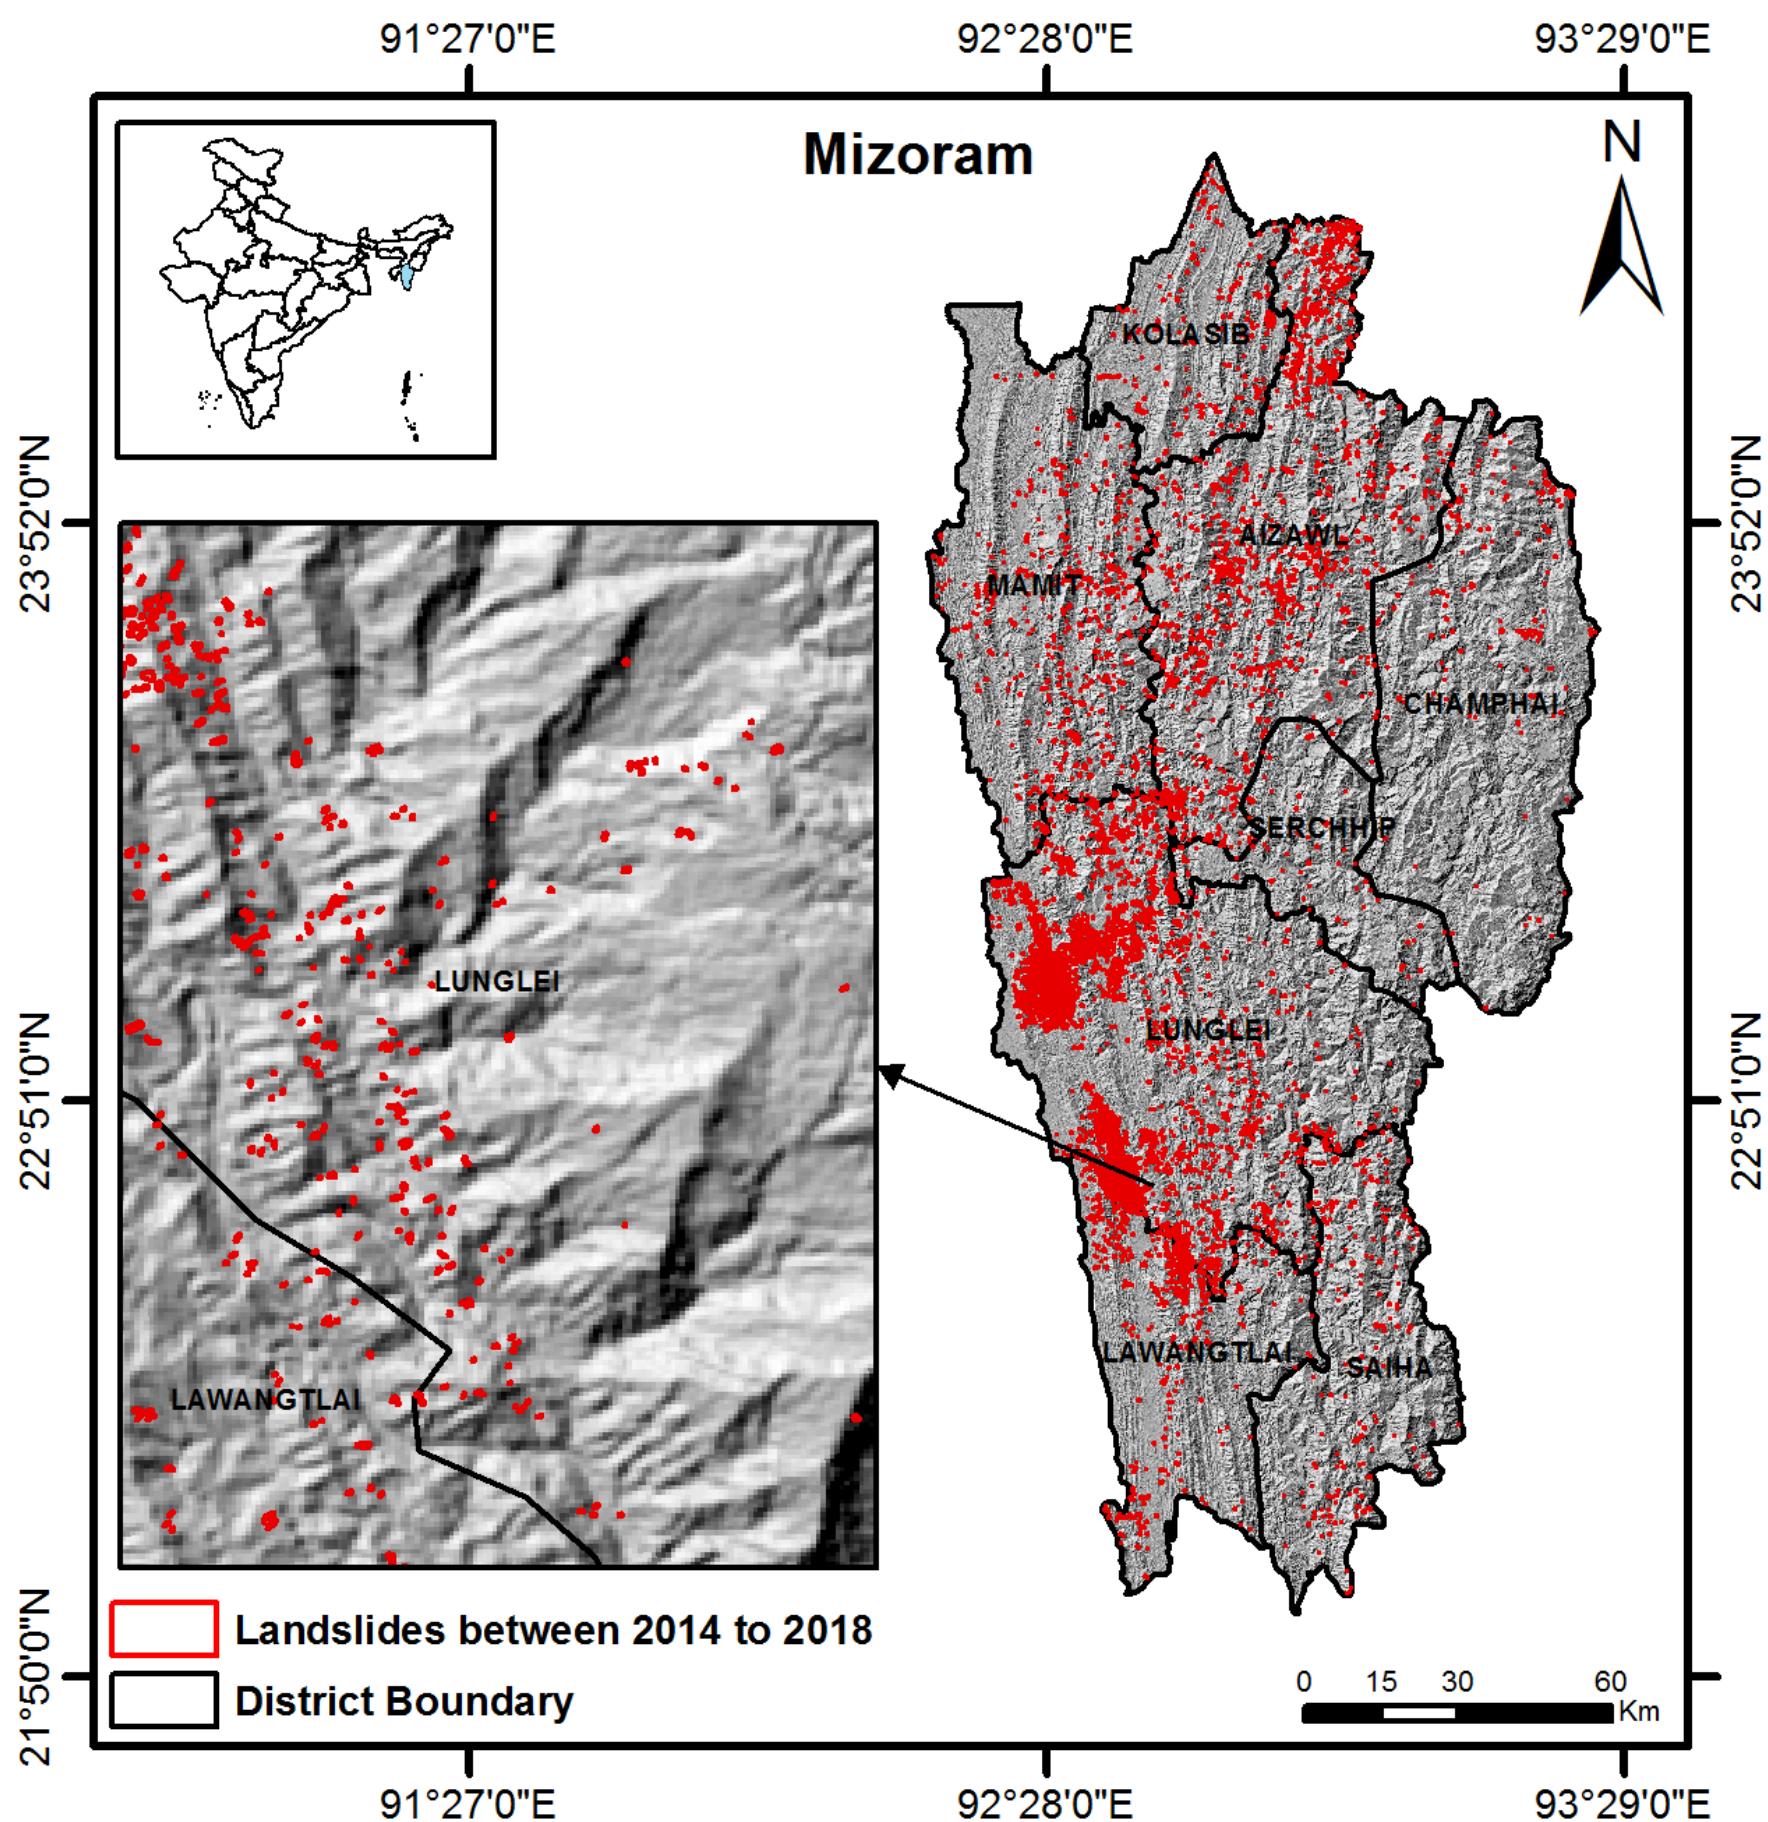 91°27'0"E 92°28'0"E 93°29'0"E
Mizoram
N
KOLASIB
23°52'0"N
23°52'0"N
AIZAWL
MAMIT
CHAMPHAI
SERCHHIP
LUNGLEI
LUNGLEI
22°51'0"N
22°51'0"N
LAWANGTLAI
SAIHA
LAWANGTLAI
Landslides between 2014 to 2018
District Boundary
21°50'0"N
0 15 30 60
Km
91°27'0"E 92°28'0"E 93°29'0"E